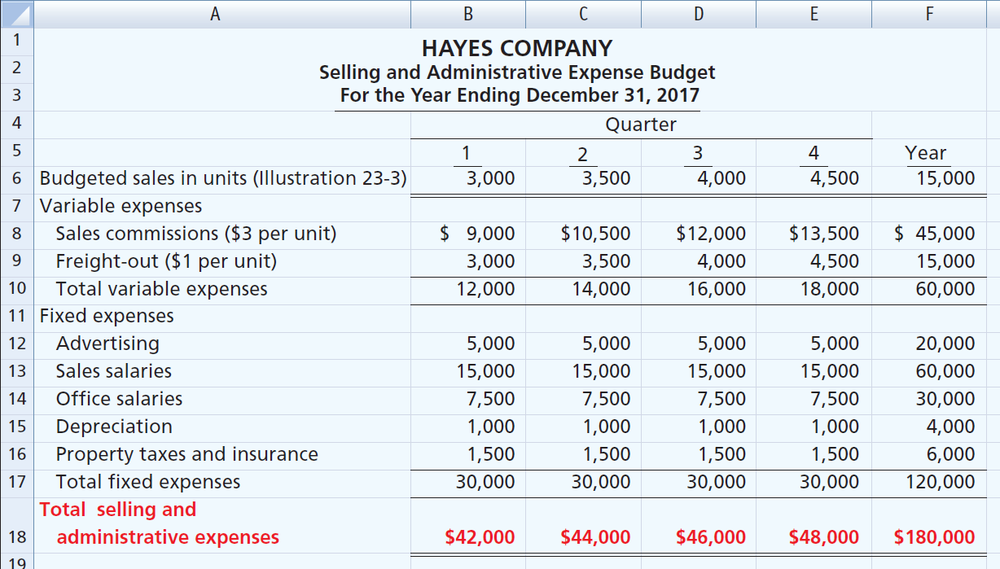 A B C D E F
1
HAYES COMPANY
2 Selling and Administrative Expense Budget
3 For the Year Ending December 31, 2017
4 Quarter
5 1 2 3 4 Year
6 Budgeted sales in units (Illustration 23-3) 3,000 3,500 4,000 4,500 15,000
7 Variable expenses
8 Sales commissions ($3 per unit) $ 9,000 $10,500 $12,000 $13,500 $ 45,000
9 Freight-out ($1 per unit) 3,000 3,500 4,000 4,500 15,000
10 Total variable expenses 12,000 14,000 16,000 18,000 60,000
11 Fixed expenses
12 Advertising 5,000 5,000 5,000 5,000 20,000
13 Sales salaries 15,000 15,000 15,000 15,000 60,000
14 Office salaries 7,500 7,500 7,500 7,500 30,000
15 Depreciation 1,000 1,000 1,000 1,000 4,000
16 Property taxes and insurance 1,500 1,500 1,500 1,500 6,000
17 Total fixed expenses 30,000 30,000 30,000 30,000 120,000
Total selling and
18 administrative expenses $42,000 $44,000 $46,000 $48,000 $180,000
19